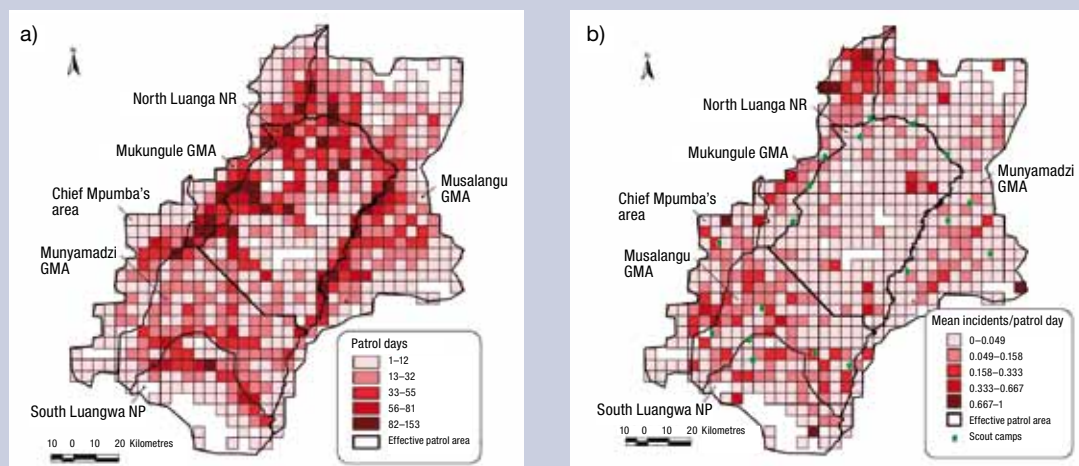 a)
North Luanga NR
Mukungule GMA
Chief Mpumba's
area
Munyamadzi
GMA
Musalangu
GMA
South Luangwa NP
10 0 10 20 Kilometres
Patrol days
1–12
13–32
33–55
56–81
82–153
Effective patrol area
b)
North Luanga NR
Mukungule GMA
Chief Mpumba's
area
Musalangu
GMA
Munyamadzi
GMA
South Luangwa NP
10 0 10 20 Kilometres
Mean incidents/patrol day
0–0.049
0.049–0.158
0.158–0.333
0.333–0.667
0.667–1
Effective patrol area
Scout camps